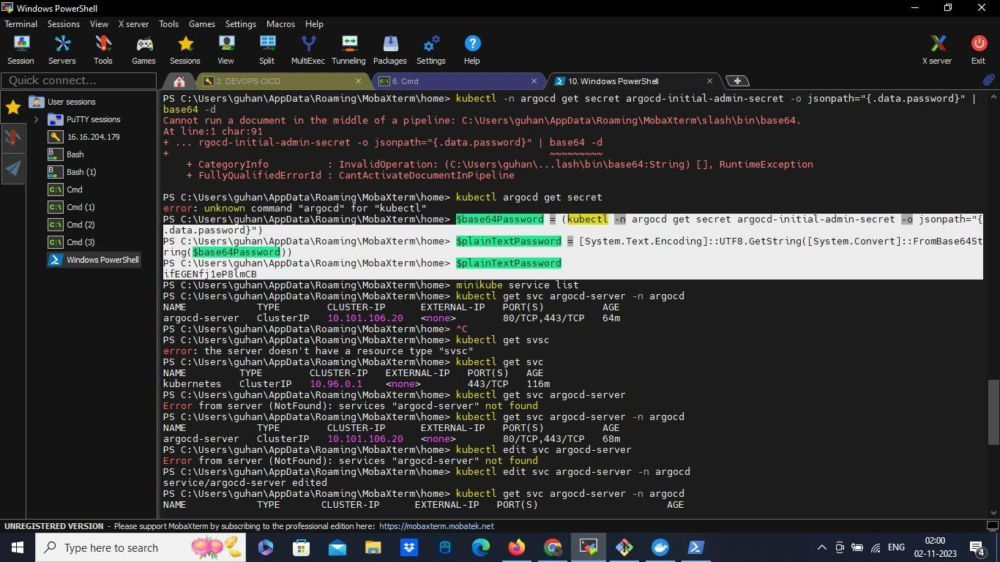 Windows PowerShell
Terminal Sessions View X server Tools Games Settings Macros Help
Session Servers Tools Games Sessions View Split MultiExec Tunneling Packages Settings Help X server Exit
Quick connect...
2. DEVOPS CICD
6. Cmd
10. Windows PowerShell
User sessions
PuTTY sessions
16.16.204.179
Bash
Bash (1)
Cmd
Cmd (1)
Cmd (2)
Cmd (3)
Windows PowerShell
PS C:\Users\guhan\AppData\Roaming\MobaXterm\home> kubectl -n argocd get secret argocd-initial-admin-secret -o jsonpath="{.data.password}" |
base64 -d
Cannot run a document in the middle of a pipeline: C:\Users\guhan\AppData\Roaming\MobaXterm\slash\bin\base64.
At line:1 char:91
+ ... rgocd-initial-admin-secret -o jsonpath="{.data.password}" | base64 -d
+ ~~~~~~~~~
+ CategoryInfo : InvalidOperation: (C:\Users\guhan\...lash\bin\base64:String) [], RuntimeException
+ FullyQualifiedErrorId : CantActivateDocumentInPipeline
PS C:\Users\guhan\AppData\Roaming\MobaXterm\home> kubectl argocd get secret
error: unknown command "argocd" for "kubectl"
PS C:\Users\guhan\AppData\Roaming\MobaXterm\home> $base64Password = (kubectl -n argocd get secret argocd-initial-admin-secret -o jsonpath="{
.data.password}")
PS C:\Users\guhan\AppData\Roaming\MobaXterm\home> $plainTextPassword = [System.Text.Encoding]::UTF8.GetString([System.Convert]::FromBase64St
ring($base64Password))
PS C:\Users\guhan\AppData\Roaming\MobaXterm\home> $plainTextPassword
ifEGENfj1eP8lmCB
PS C:\Users\guhan\AppData\Roaming\MobaXterm\home> minikube service list
PS C:\Users\guhan\AppData\Roaming\MobaXterm\home> kubectl get svc argocd-server -n argocd
NAME TYPE CLUSTER-IP EXTERNAL-IP PORT(S) AGE
argocd-server ClusterIP 10.101.106.20 <none> 80/TCP,443/TCP 64m
PS C:\Users\guhan\AppData\Roaming\MobaXterm\home> ^C
PS C:\Users\guhan\AppData\Roaming\MobaXterm\home> kubectl get svsc
error: the server doesn't have a resource type "svsc"
PS C:\Users\guhan\AppData\Roaming\MobaXterm\home> kubectl get svc
NAME TYPE CLUSTER-IP EXTERNAL-IP PORT(S) AGE
kubernetes ClusterIP 10.96.0.1 <none> 443/TCP 116m
PS C:\Users\guhan\AppData\Roaming\MobaXterm\home> kubectl get svc argocd-server
Error from server (NotFound): services "argocd-server" not found
PS C:\Users\guhan\AppData\Roaming\MobaXterm\home> kubectl get svc argocd-server -n argocd
NAME TYPE CLUSTER-IP EXTERNAL-IP PORT(S) AGE
argocd-server ClusterIP 10.101.106.20 <none> 80/TCP,443/TCP 68m
PS C:\Users\guhan\AppData\Roaming\MobaXterm\home> kubectl edit svc argocd-server
Error from server (NotFound): services "argocd-server" not found
PS C:\Users\guhan\AppData\Roaming\MobaXterm\home> kubectl edit svc argocd-server -n argocd
service/argocd-server edited
PS C:\Users\guhan\AppData\Roaming\MobaXterm\home> kubectl get svc argocd-server -n argocd
NAME TYPE CLUSTER-IP EXTERNAL-IP PORT(S) AGE
UNREGISTERED VERSION - Please support MobaXterm by subscribing to the professional edition here: https://mobaxterm.mobatek.net
Type here to search
ENG
02:00
02-11-2023
4